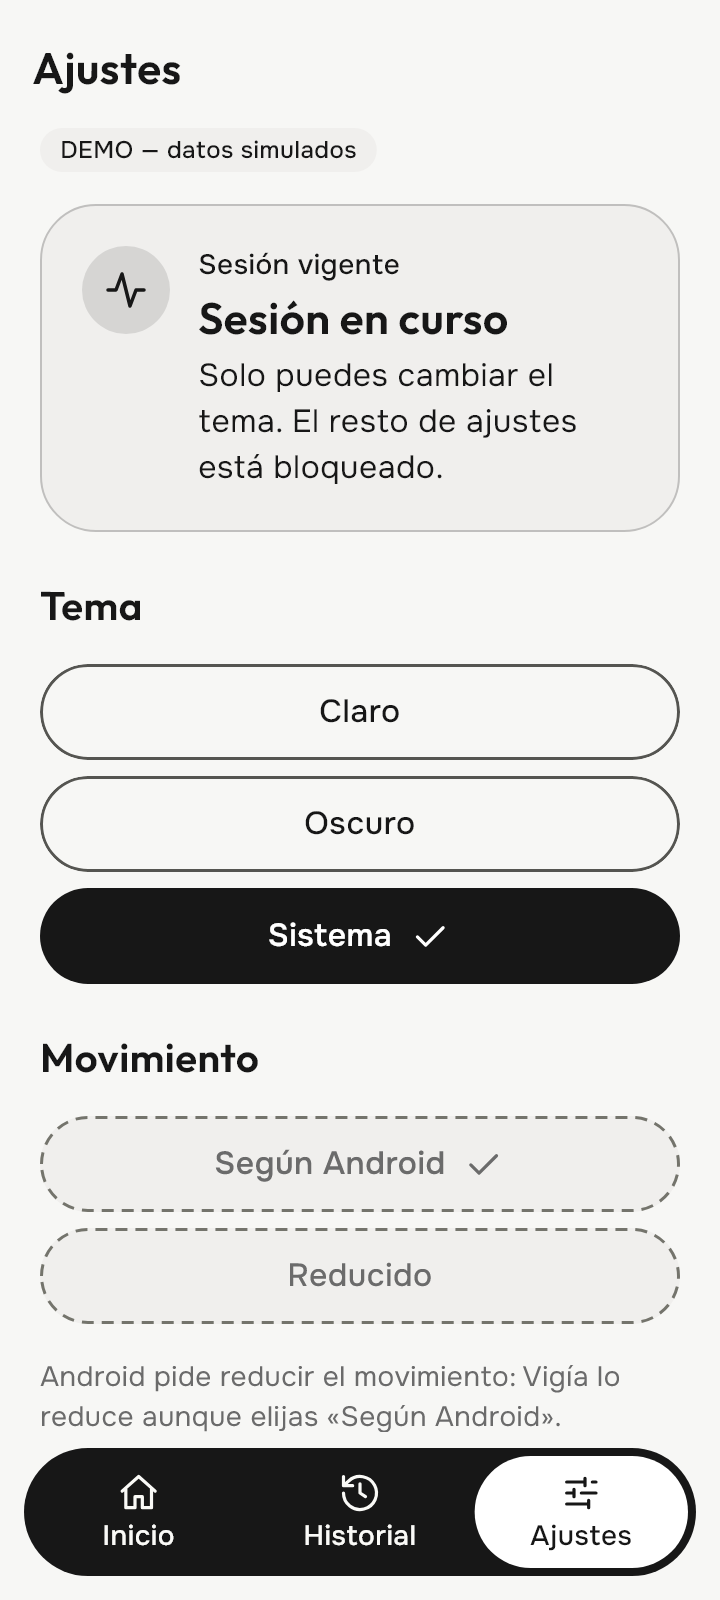 Ajustes
DEMO — datos simulados
Sesión vigente
Sesión en curso
Solo puedes cambiar el
tema. El resto de ajustes
está bloqueado.
Tema
Claro
Oscuro
Sistema
Movimiento
Según Android
Reducido
Android pide reducir el movimiento: Vigía lo
reduce aunque elijas «Según Android».
Inicio
Historial
Ajustes